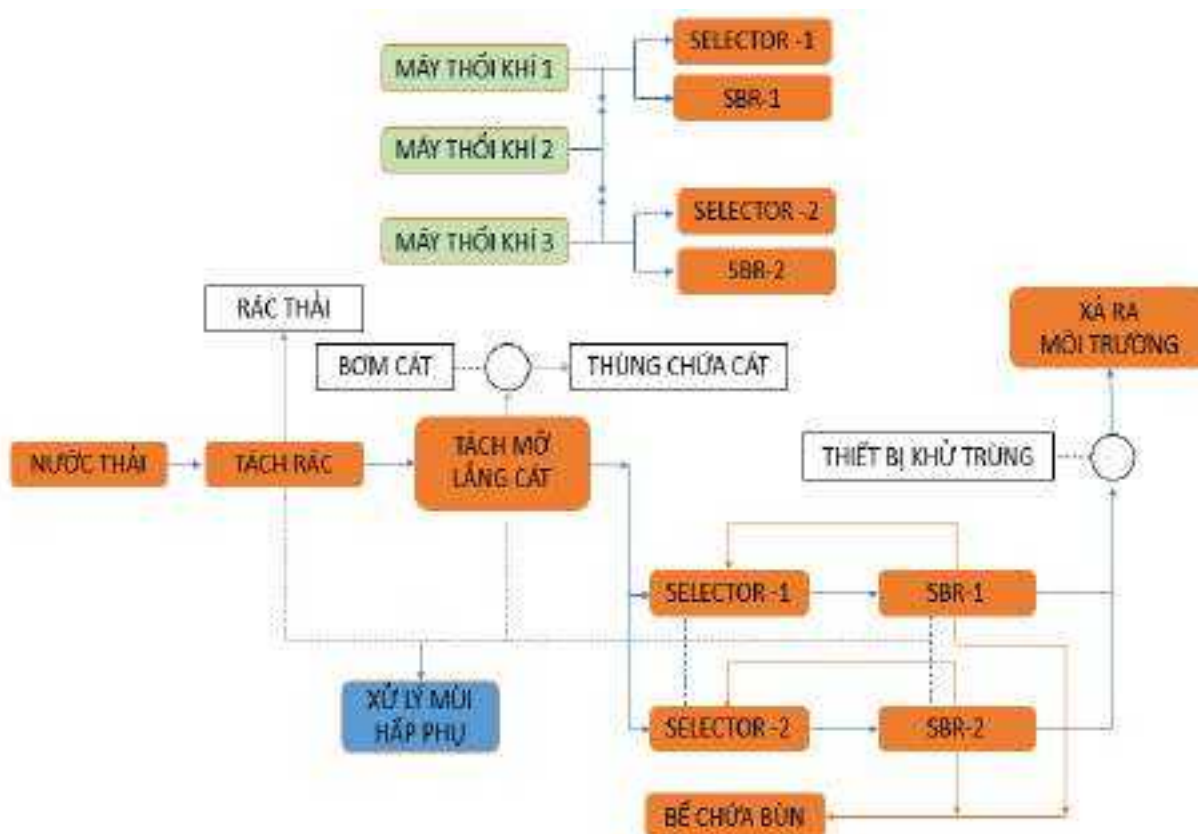 SELECTOR -1
MÁY THỔI KHÍ 1
SBR-1
MÁY THỔI KHÍ 2
SELECTOR -2
MÁY THỔI KHÍ 3
SBR-2
RÁC THẢI
XẢ RA
MÔI TRƯỜNG
BƠM CÁT
THÙNG CHỨA CÁT
TÁCH MỠ
LẮNG CÁT
NƯỚC THẢI
TÁCH RÁC
THIẾT BỊ KHỬ TRÙNG
SELECTOR -1
SBR-1
XỬ LÝ MÙI
HẤP PHỤ
SELECTOR -2
SBR-2
BỂ CHỨA BÙN